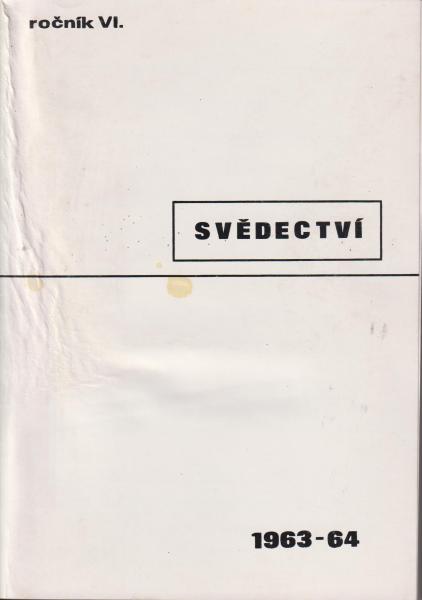 ročník VI.
SVĚDECTVÍ
1963-64